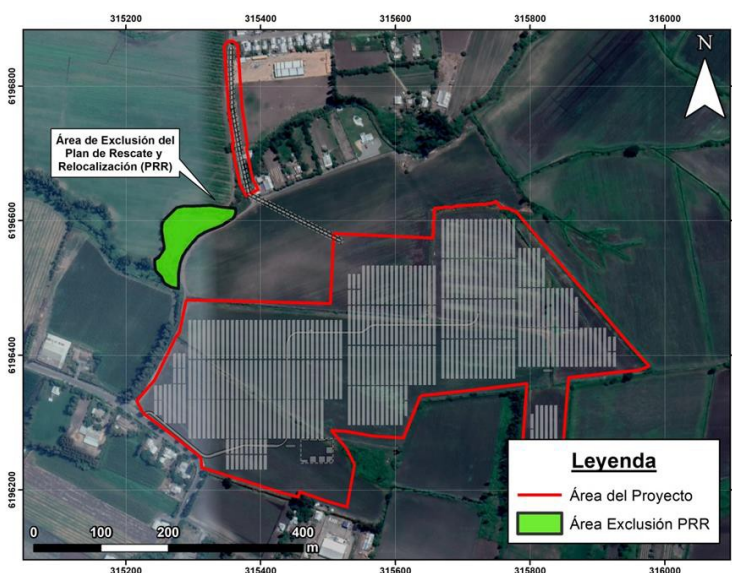 315200 315400 315600 315800 316000
6196800
6196600
6196400
6196200
N
Área de Exclusión del
Plan de Rescate y
Relocalización (PRR)
Leyenda
Área del Proyecto
Área Exclusión PRR
0 100 200 400
m
315200 315400 315600 315800 316000